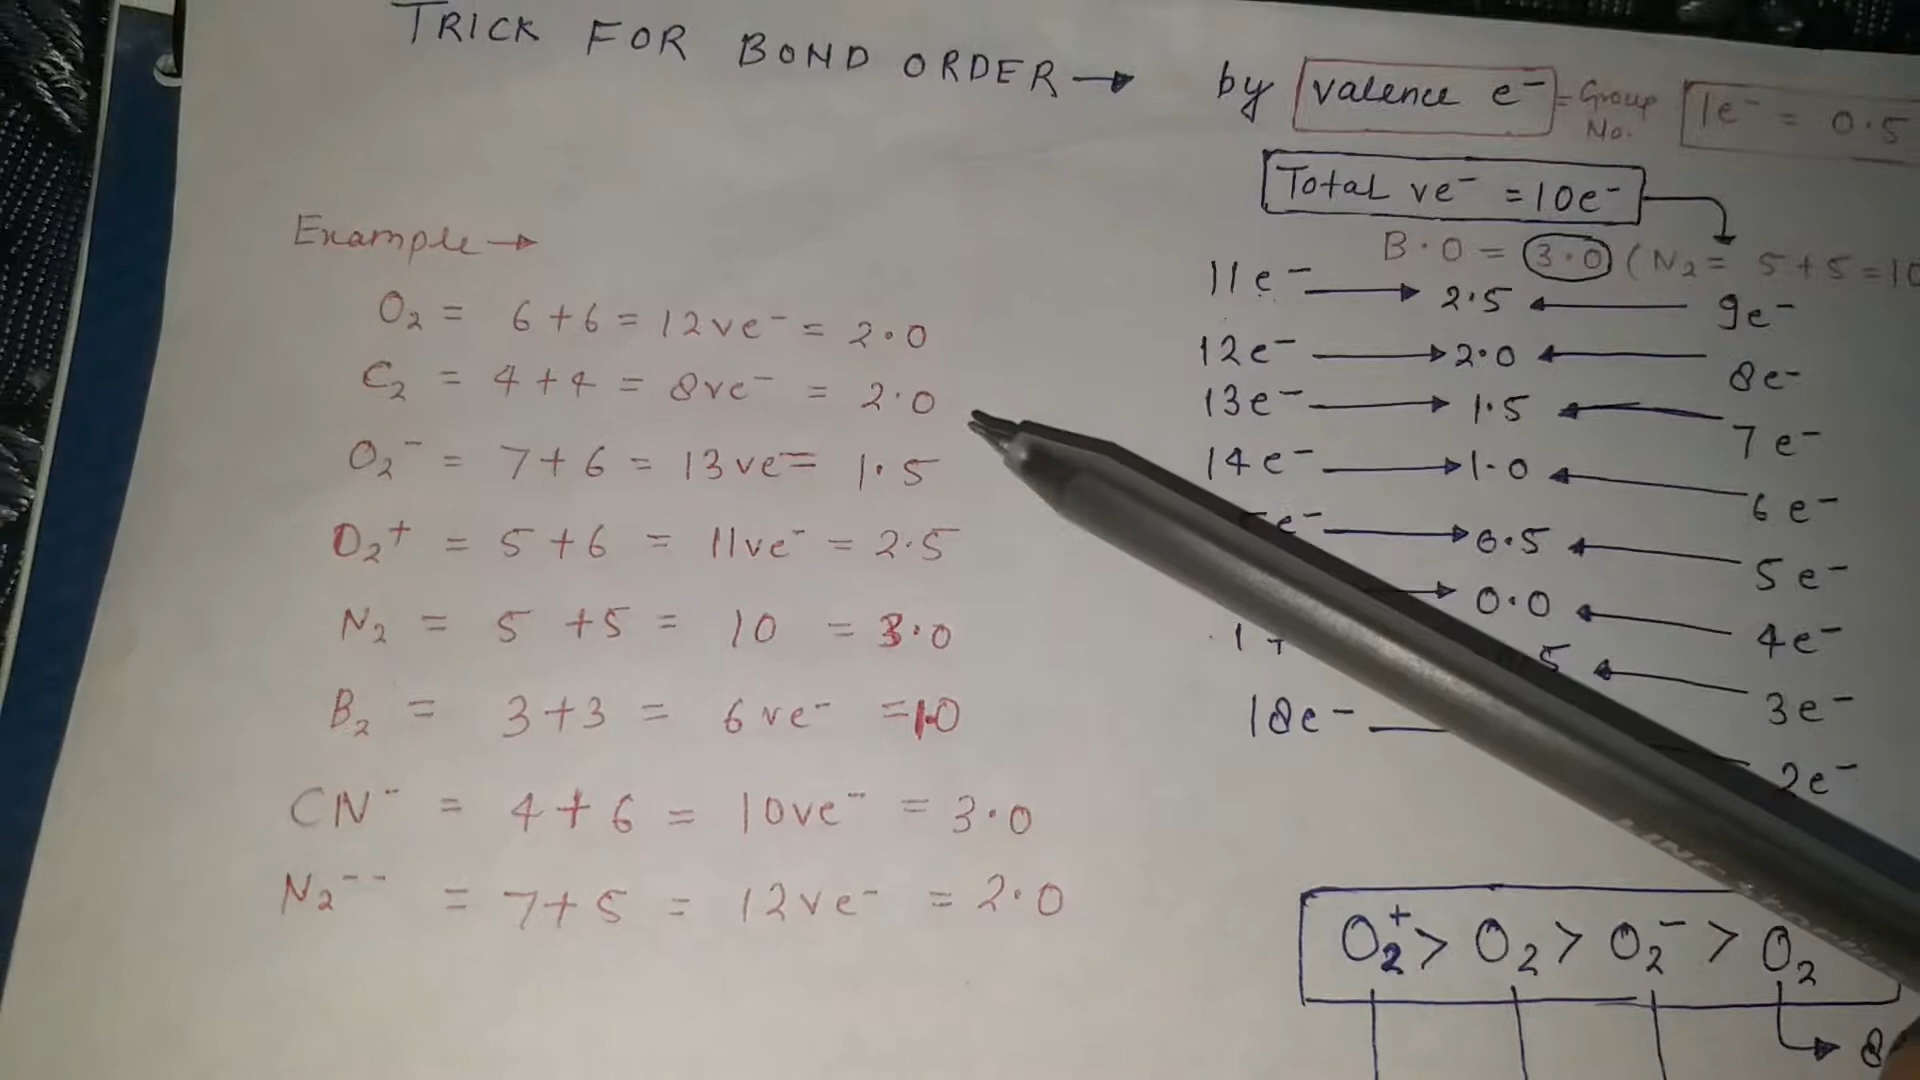 TRICK FOR BOND ORDER → by valence e⁻ = Group No. 1e⁻ = 0.5
Total ve⁻ = 10e⁻
B.O = 3.0 (N₂ = 5+5=10
Example →
O₂ = 6+6 = 12ve⁻ = 2.0
C₂ = 4+4 = 8ve⁻ = 2.0
O₂⁻ = 7+6 = 13ve⁻ = 1.5
O₂⁺ = 5+6 = 11ve⁻ = 2.5
N₂ = 5+5 = 10 = 3.0
B₂ = 3+3 = 6ve⁻ = 1.0
CN⁻ = 4+6 = 10ve⁻ = 3.0
N₂⁻⁻ = 7+5 = 12ve⁻ = 2.0
11e⁻ → 2.5 ← 9e⁻
12e⁻ → 2.0 ← 8e⁻
13e⁻ → 1.5 ← 7e⁻
14e⁻ → 1.0 ← 6e⁻
e⁻ → 0.5 ← 5e⁻
→ 0.0 ← 4e⁻
5 ← 3e⁻
18e⁻ 2e⁻
O₂⁺ > O₂ > O₂⁻ > O₂